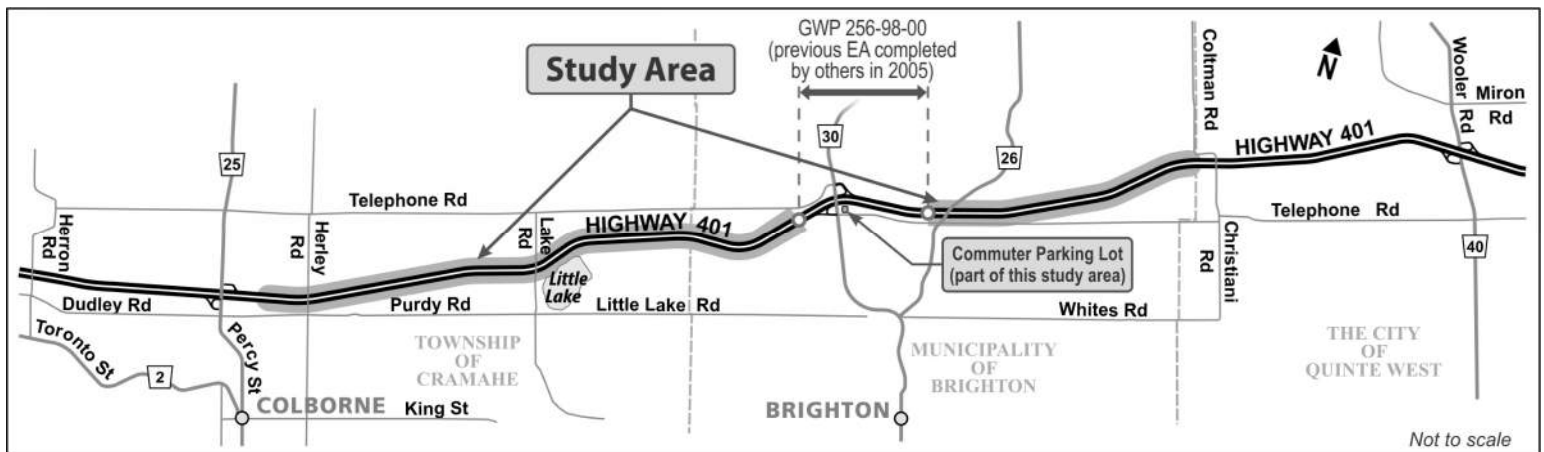 GWP 256-98-00
(previous EA completed
by others in 2005)
Study Area
N
Coltman Rd
Wooler Rd
Miron
Rd
30
26
25
HIGHWAY 401
Telephone Rd
HIGHWAY 401
Telephone Rd
Herron
Rd
Herley
Rd
Lake
Rd
Little
Lake
Commuter Parking Lot
(part of this study area)
Christiani
Rd
40
Dudley Rd
Purdy Rd
Little Lake Rd
Whites Rd
Toronto St
2
Percy St
TOWNSHIP
OF
CRAMAHE
MUNICIPALITY
OF
BRIGHTON
THE CITY
OF
QUINTE WEST
COLBORNE
King St
BRIGHTON
Not to scale